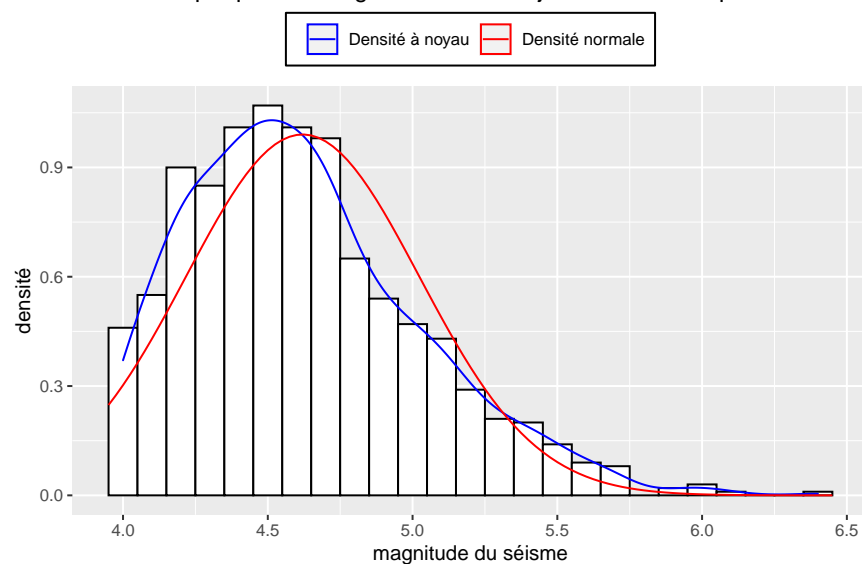 Densité à noyau Densité normale
0.9
0.6
0.3
0.0
densité
4.0 4.5 5.0 5.5 6.0 6.5
magnitude du séisme